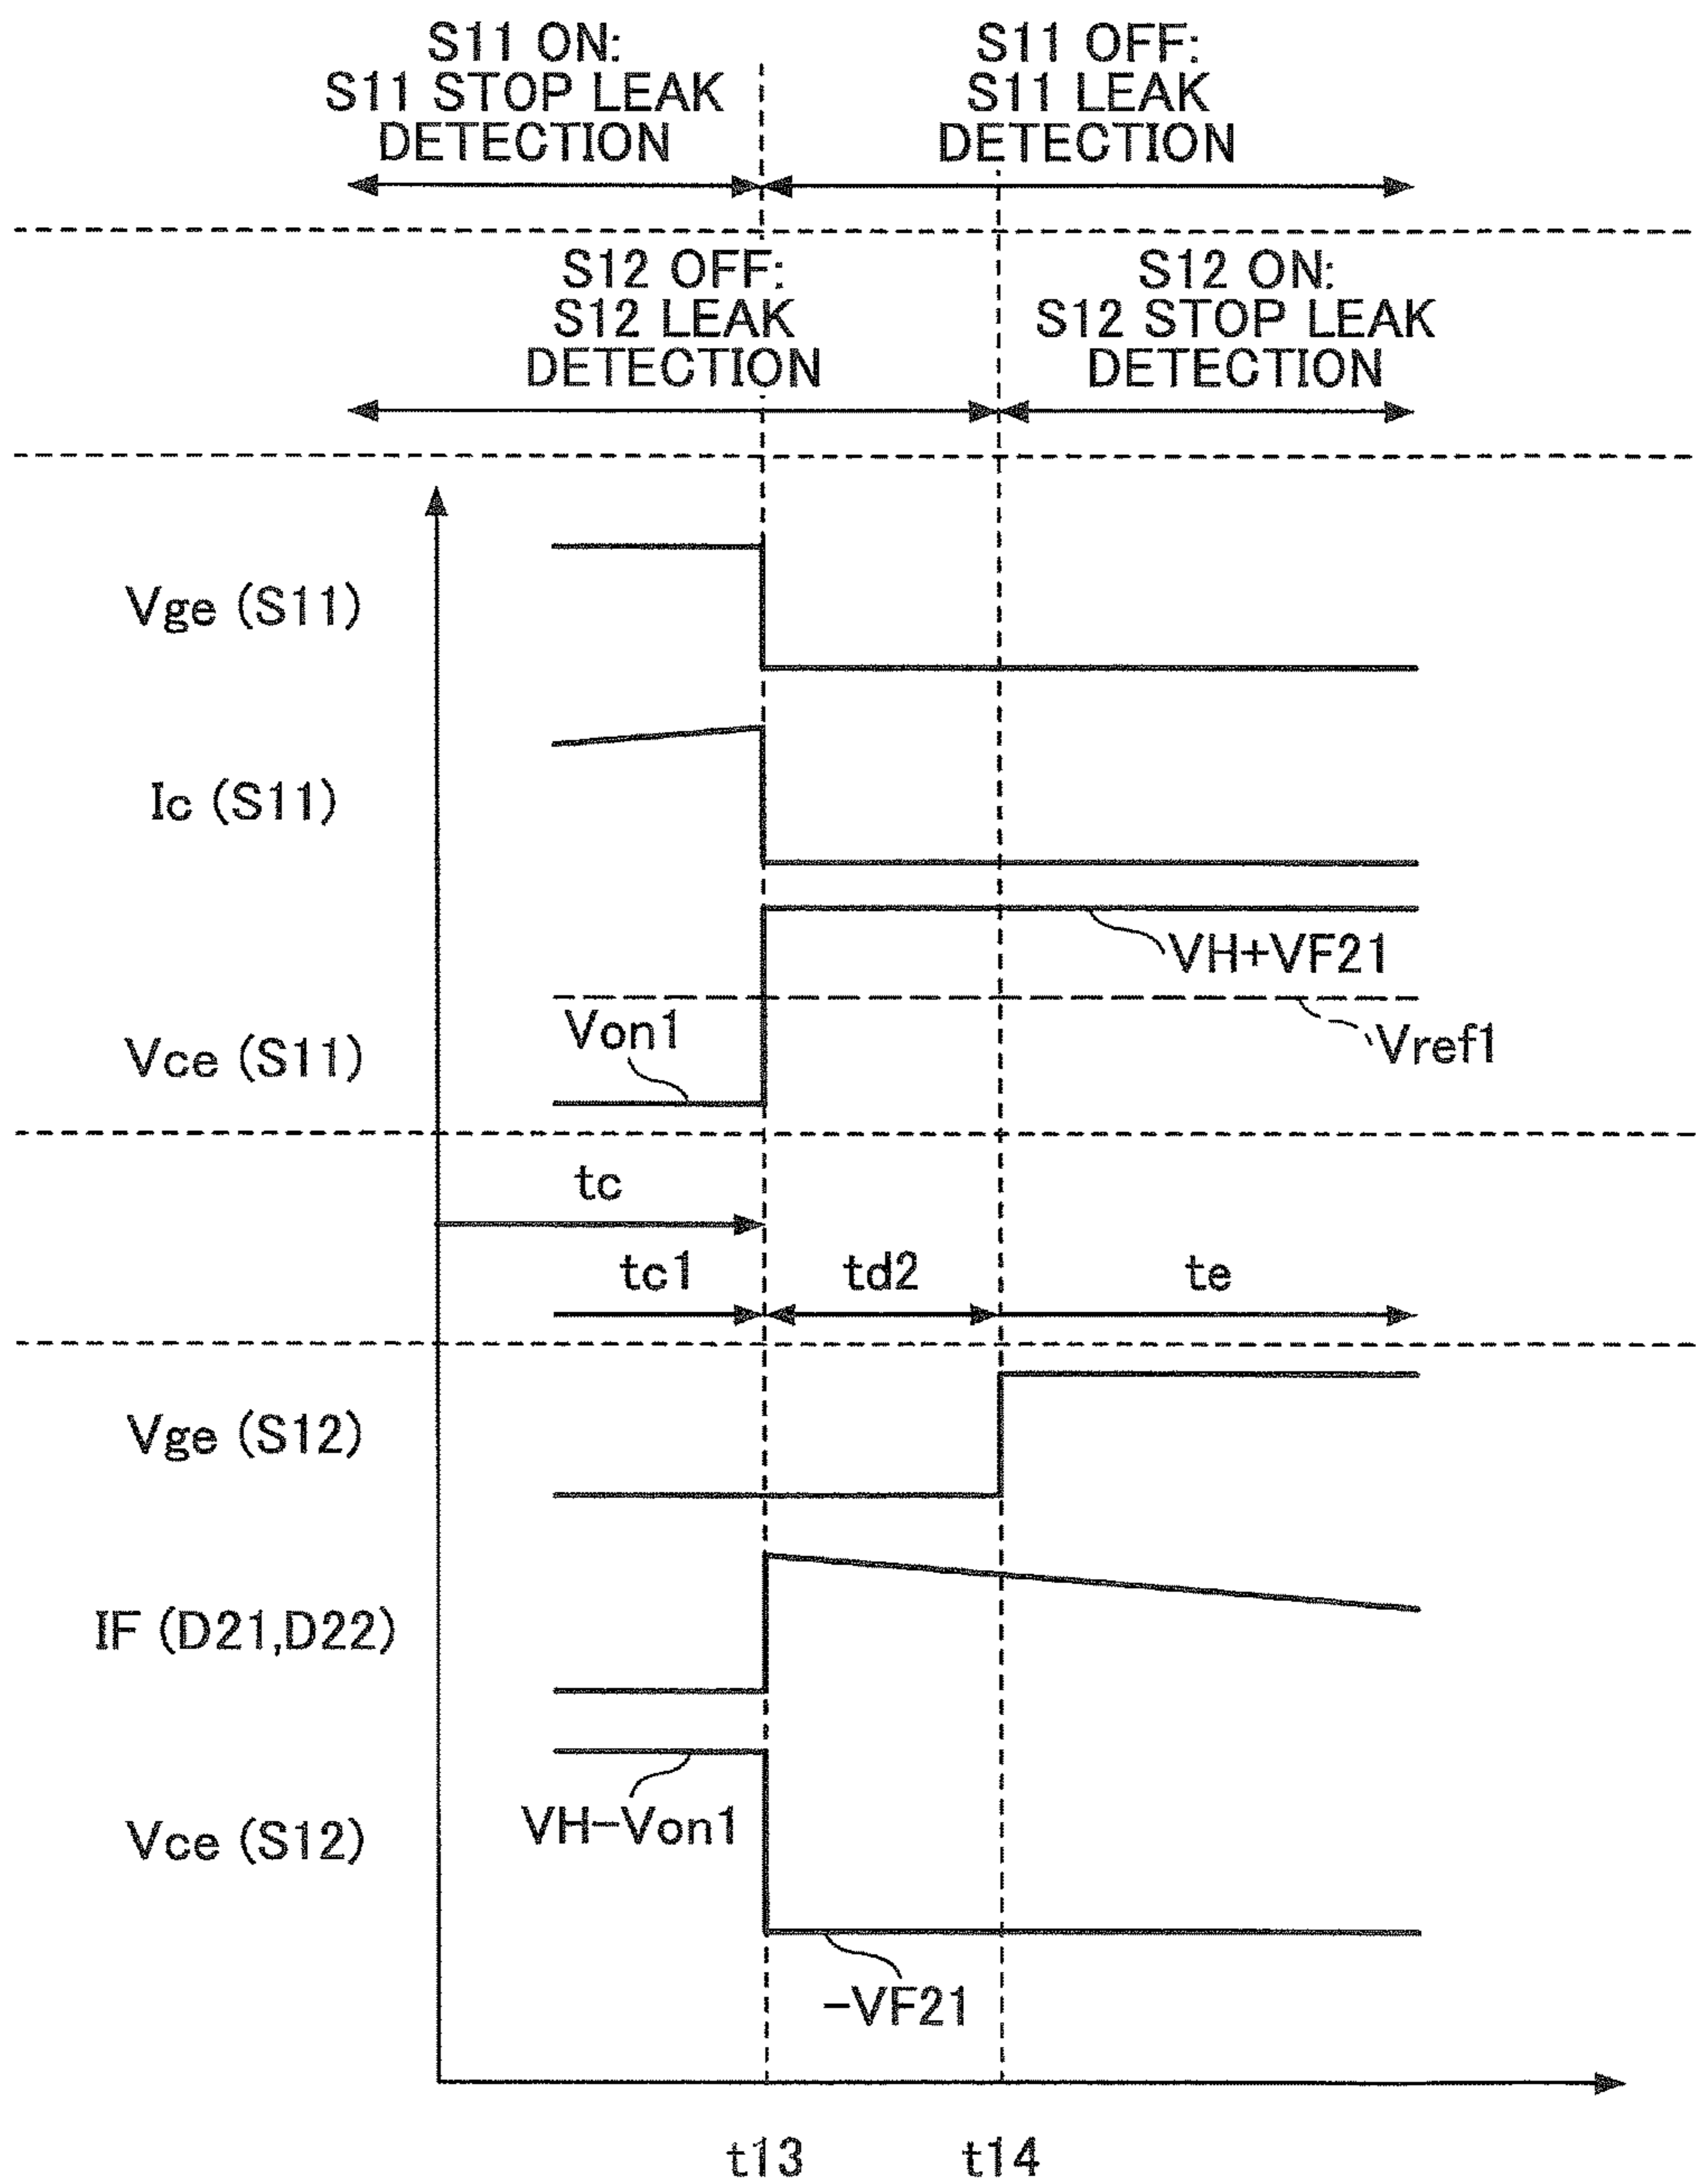 S11 ON:
S11 STOP LEAK
DETECTION
S11 OFF:
S11 LEAK
DETECTION
S12 OFF:
S12 LEAK
DETECTION
S12 ON:
S12 STOP LEAK
DETECTION
Vge (S11)
Ic (S11)
VH+VF21
Von1
Vref1
Vce (S11)
tc
tc1
td2
te
Vge (S12)
IF (D21,D22)
VH-Von1
Vce (S12)
-VF21
t13
t14